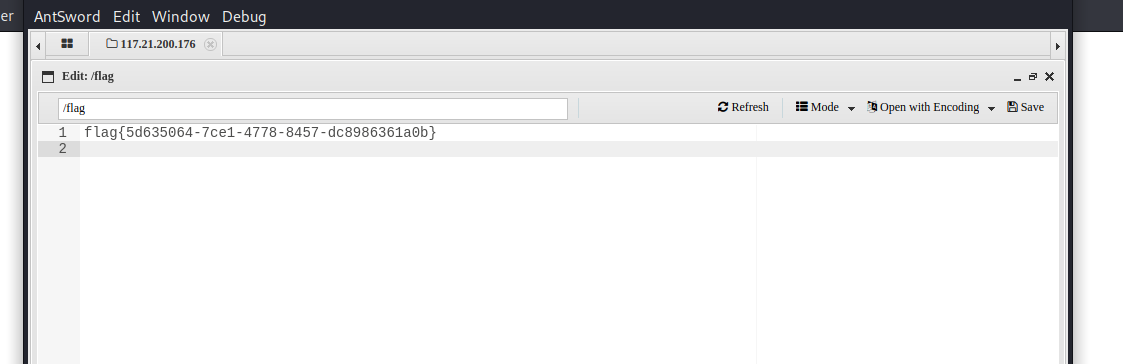 er
AntSword Edit Window Debug
117.21.200.176
Edit: /flag
/flag Refresh Mode Open with Encoding Save
1 flag{5d635064-7ce1-4778-8457-dc8986361a0b}
2